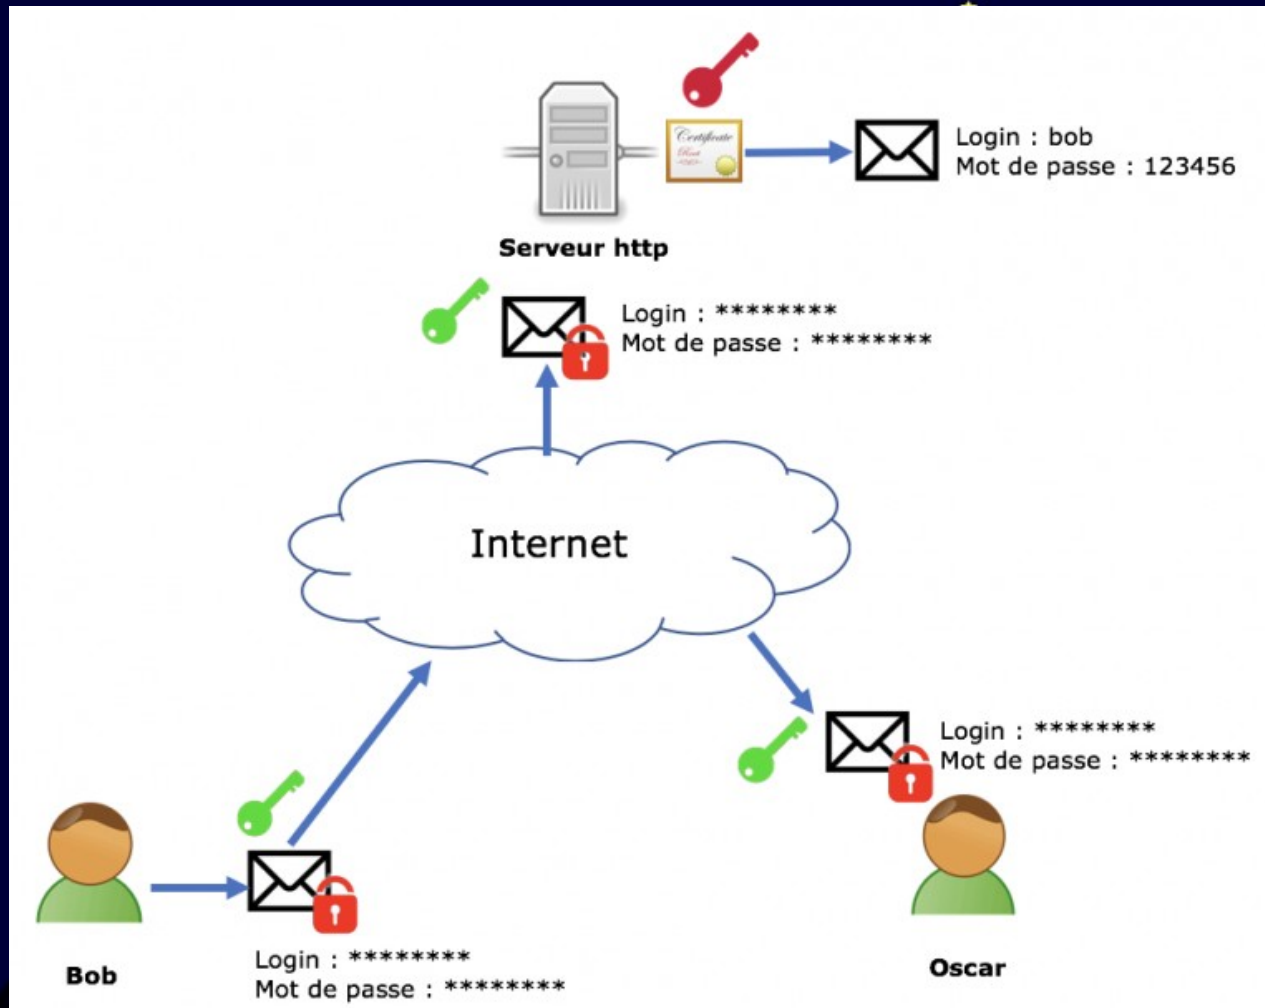 Certificate
Login : bob
Mot de passe : 123456
Serveur http
Login : ********
Mot de passe : ********
Internet
Login : ********
Mot de passe : ********
Bob
Login : ********
Mot de passe : ********
Oscar